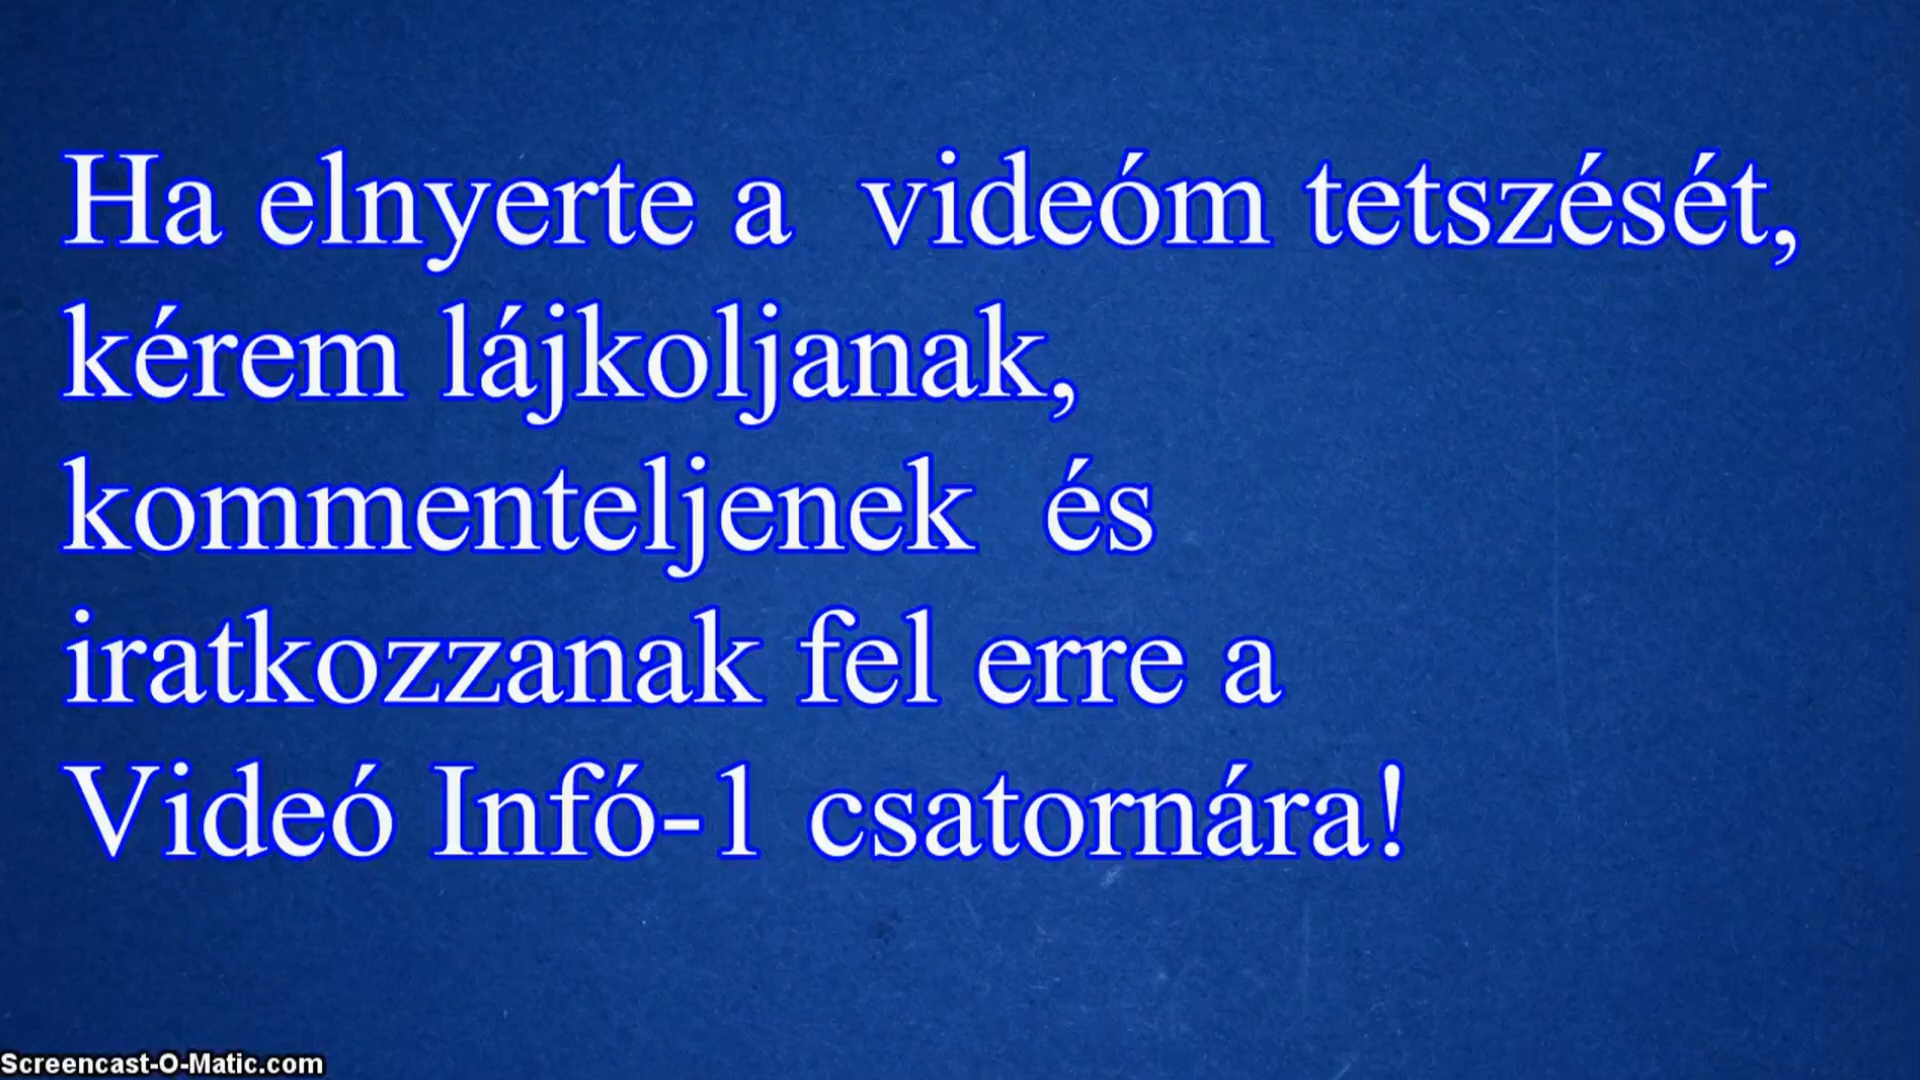 Ha elnyerte a  videóm tetszését,
kérem lájkoljanak,
kommenteljenek  és
iratkozzanak fel erre a
Videó Infó-1 csatornára!
Screencast-O-Matic.com